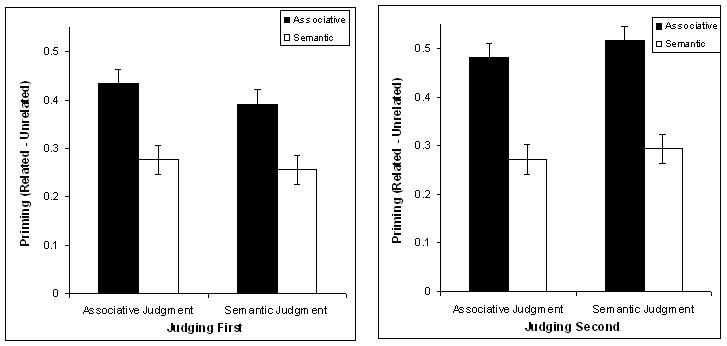 Associative
Semantic
Priming (Related - Unrelated)
0.5
0.4
0.3
0.2
0.1
0
Associative Judgment Semantic Judgment
Judging First
Associative
Semantic
Priming (Related - Unrelated)
0.5
0.4
0.3
0.2
0.1
0
Associative Judgment Semantic Judgment
Judging Second